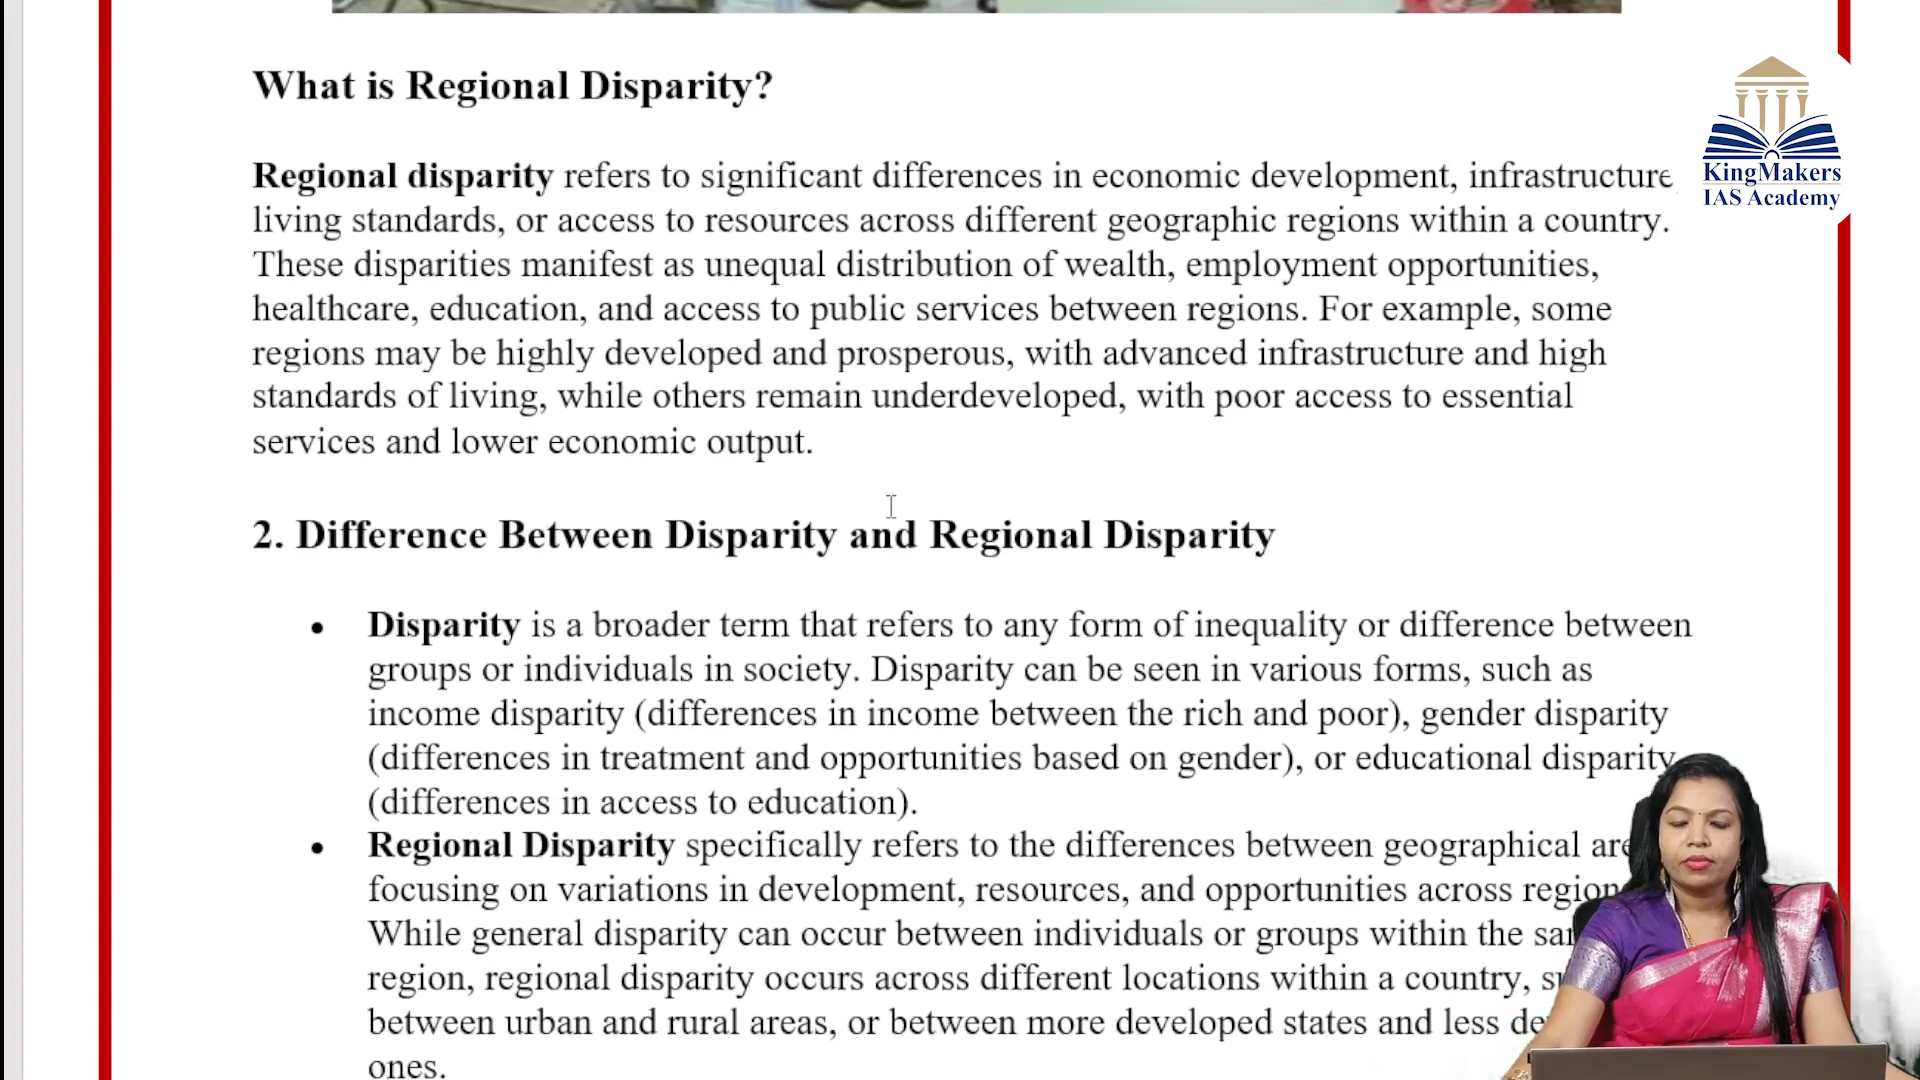 What is Regional Disparity?
KingMakers
IAS Academy
Regional disparity refers to significant differences in economic development, infrastructure
living standards, or access to resources across different geographic regions within a country.
These disparities manifest as unequal distribution of wealth, employment opportunities,
healthcare, education, and access to public services between regions. For example, some
regions may be highly developed and prosperous, with advanced infrastructure and high
standards of living, while others remain underdeveloped, with poor access to essential
services and lower economic output.
2. Difference Between Disparity and Regional Disparity
• Disparity is a broader term that refers to any form of inequality or difference between
groups or individuals in society. Disparity can be seen in various forms, such as
income disparity (differences in income between the rich and poor), gender disparity
(differences in treatment and opportunities based on gender), or educational disparity
(differences in access to education).
• Regional Disparity specifically refers to the differences between geographical
focusing on variations in development, resources, and opportunities across
While general disparity can occur between individuals or groups within the
region, regional disparity occurs across different locations within a country,
between urban and rural areas, or between more developed states and less
ones.